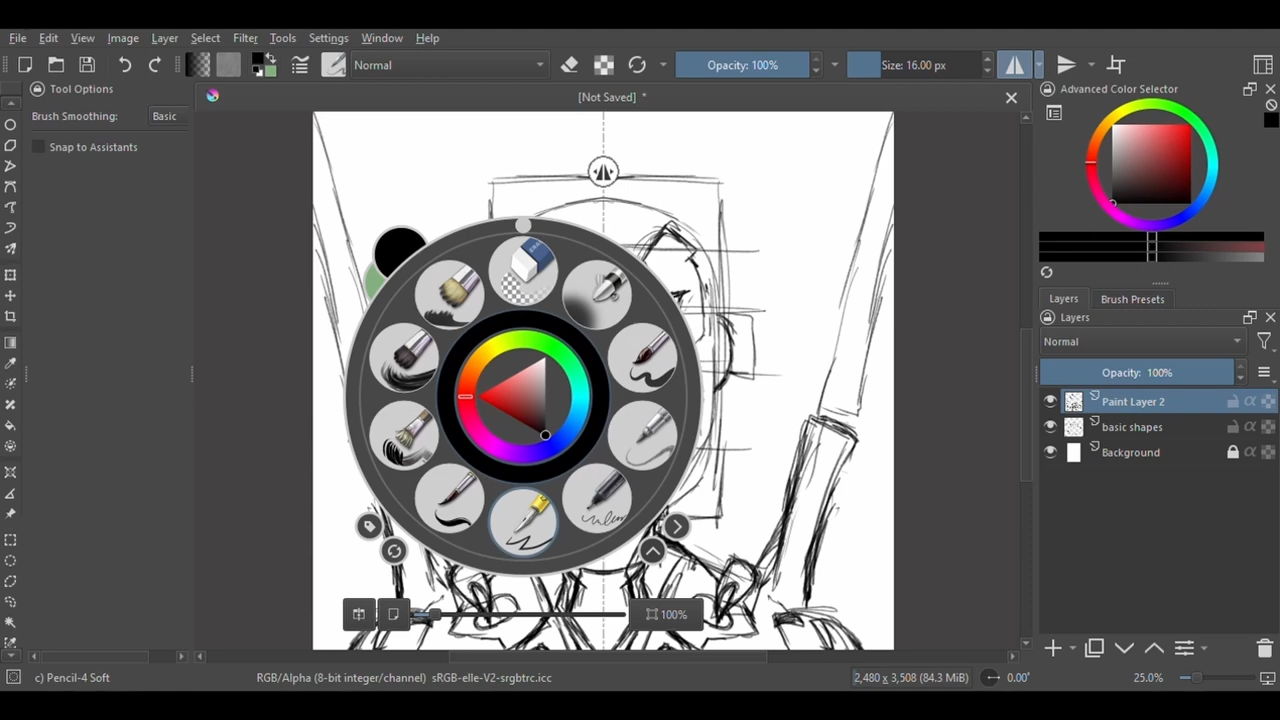 File Edit View Image Layer Select Filter Tools Settings Window Help
Normal Opacity: 100% Size: 16.00 px
Tool Options
Brush Smoothing: Basic
Snap to Assistants
[Not Saved] *
Advanced Color Selector
Layers Brush Presets
Layers
Normal
Opacity: 100%
Paint Layer 2
basic shapes
Background
100%
c) Pencil-4 Soft RGB/Alpha (8-bit integer/channel) sRGB-elle-V2-srgbtrc.icc 2,480 x 3,508 (84.3 MiB) 0.00° 25.0%